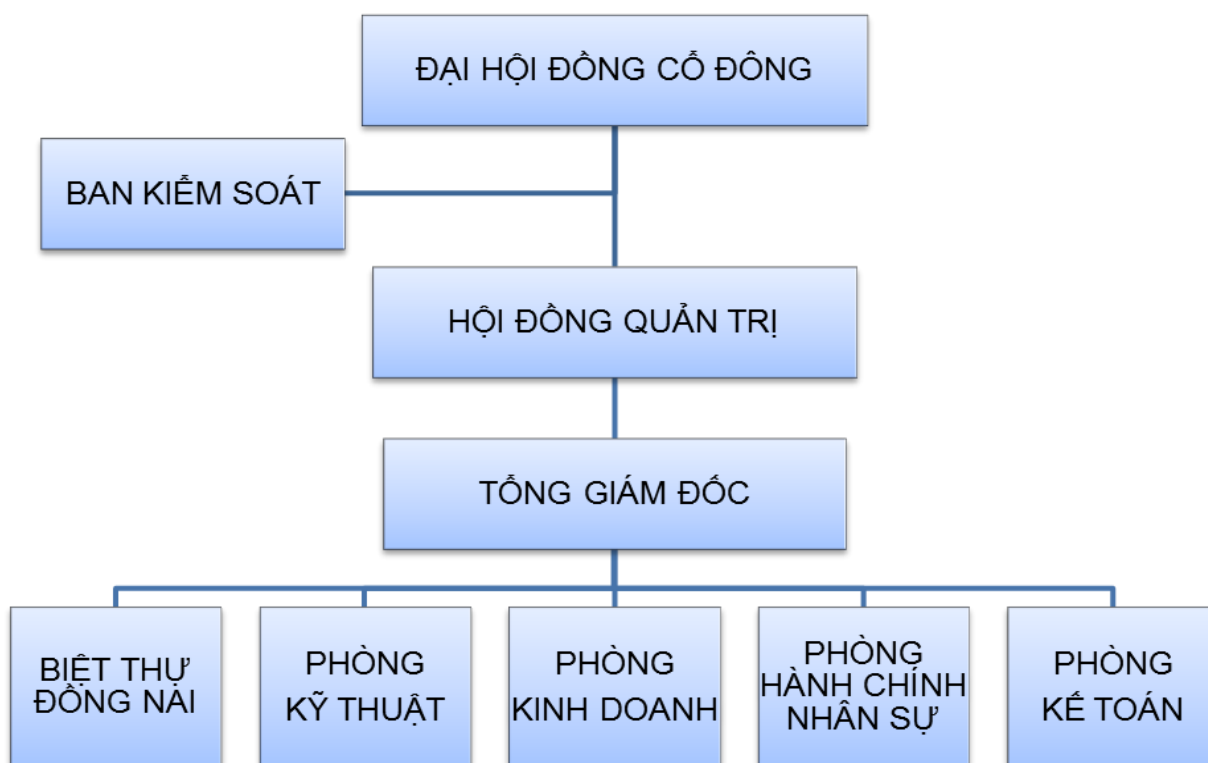 ĐẠI HỘI ĐỒNG CỔ ĐÔNG
BAN KIỂM SOÁT
HỘI ĐỒNG QUẢN TRỊ
TỔNG GIÁM ĐỐC
BIỆT THỰ
ĐỒNG NAI
PHÒNG
KỸ THUẬT
PHÒNG
KINH DOANH
PHÒNG
HÀNH CHÍNH
NHÂN SỰ
PHÒNG
KẾ TOÁN